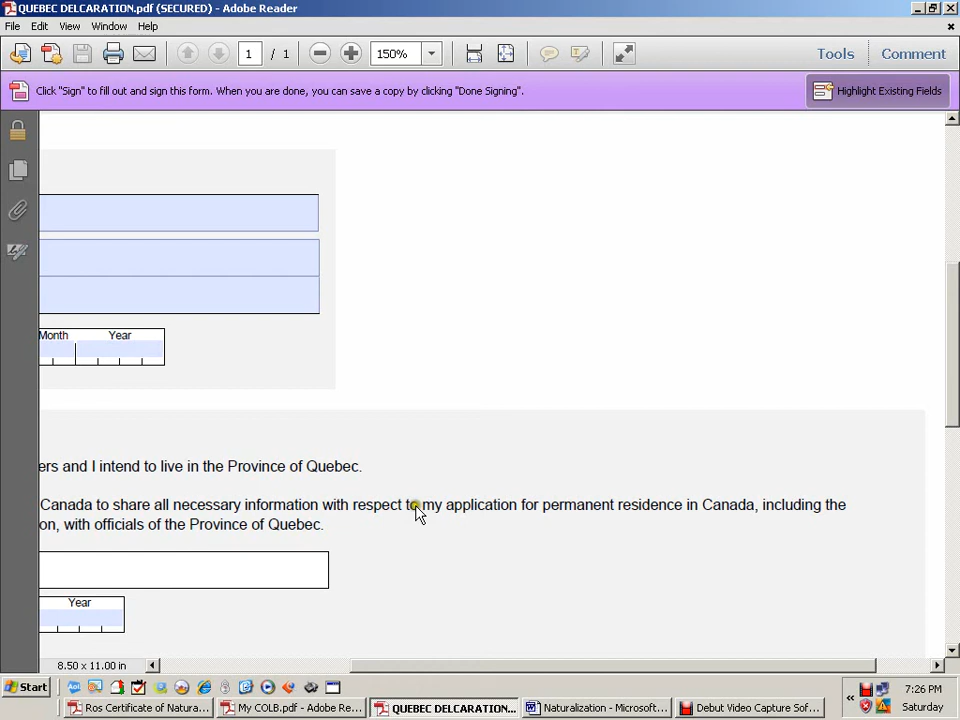 QUEBEC DELCARATION.pdf (SECURED) - Adobe Reader
File Edit View Window Help
1 / 1 150% Tools Comment
Click "Sign" to fill out and sign this form. When you are done, you can save a copy by clicking "Done Signing". Highlight Existing Fields
Month Year
ers and I intend to live in the Province of Quebec.
Canada to share all necessary information with respect to my application for permanent residence in Canada, including the
on, with officials of the Province of Quebec.
Year
8.50 x 11.00 in
Start 7:26 PM
Ros Certificate of Natura... My COLB.pdf - Adobe Re... QUEBEC DELCARATION... Naturalization - Microsoft... Debut Video Capture Sof... « Saturday